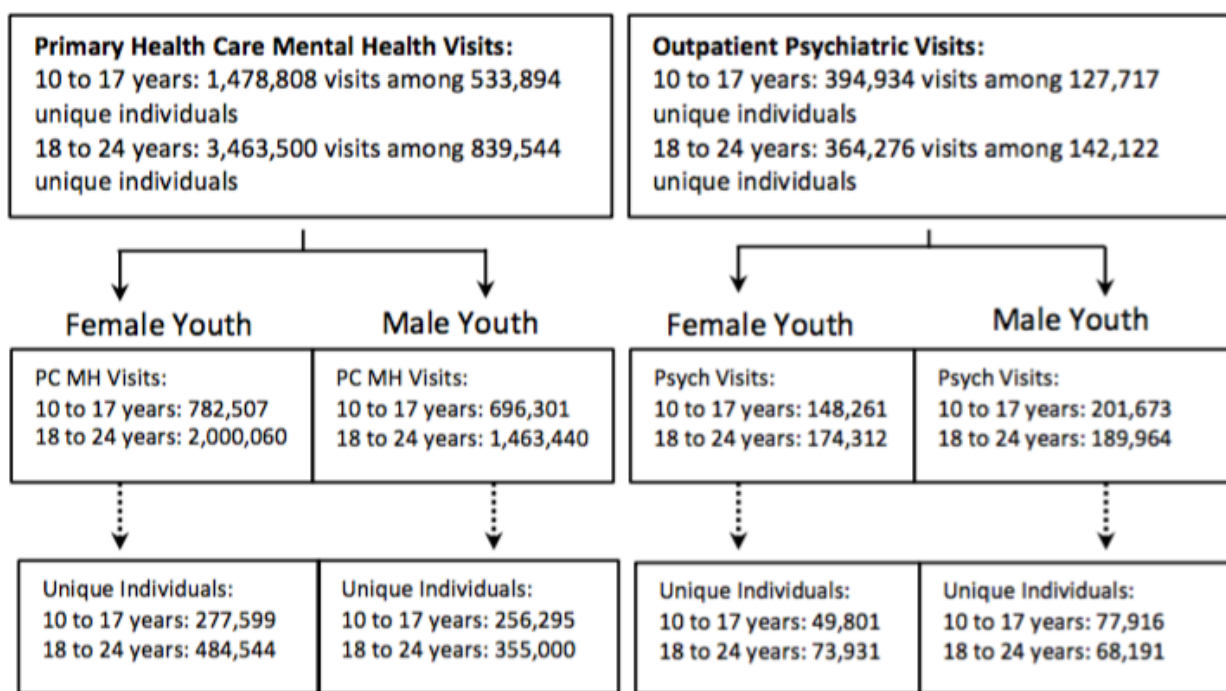 Primary Health Care Mental Health Visits:
10 to 17 years: 1,478,808 visits among 533,894
unique individuals
18 to 24 years: 3,463,500 visits among 839,544
unique individuals
Outpatient Psychiatric Visits:
10 to 17 years: 394,934 visits among 127,717
unique individuals
18 to 24 years: 364,276 visits among 142,122
unique individuals
Female Youth
Male Youth
Female Youth
Male Youth
PC MH Visits:
10 to 17 years: 782,507
18 to 24 years: 2,000,060
PC MH Visits:
10 to 17 years: 696,301
18 to 24 years: 1,463,440
Psych Visits:
10 to 17 years: 148,261
18 to 24 years: 174,312
Psych Visits:
10 to 17 years: 201,673
18 to 24 years: 189,964
Unique Individuals:
10 to 17 years: 277,599
18 to 24 years: 484,544
Unique Individuals:
10 to 17 years: 256,295
18 to 24 years: 355,000
Unique Individuals:
10 to 17 years: 49,801
18 to 24 years: 73,931
Unique Individuals:
10 to 17 years: 77,916
18 to 24 years: 68,191